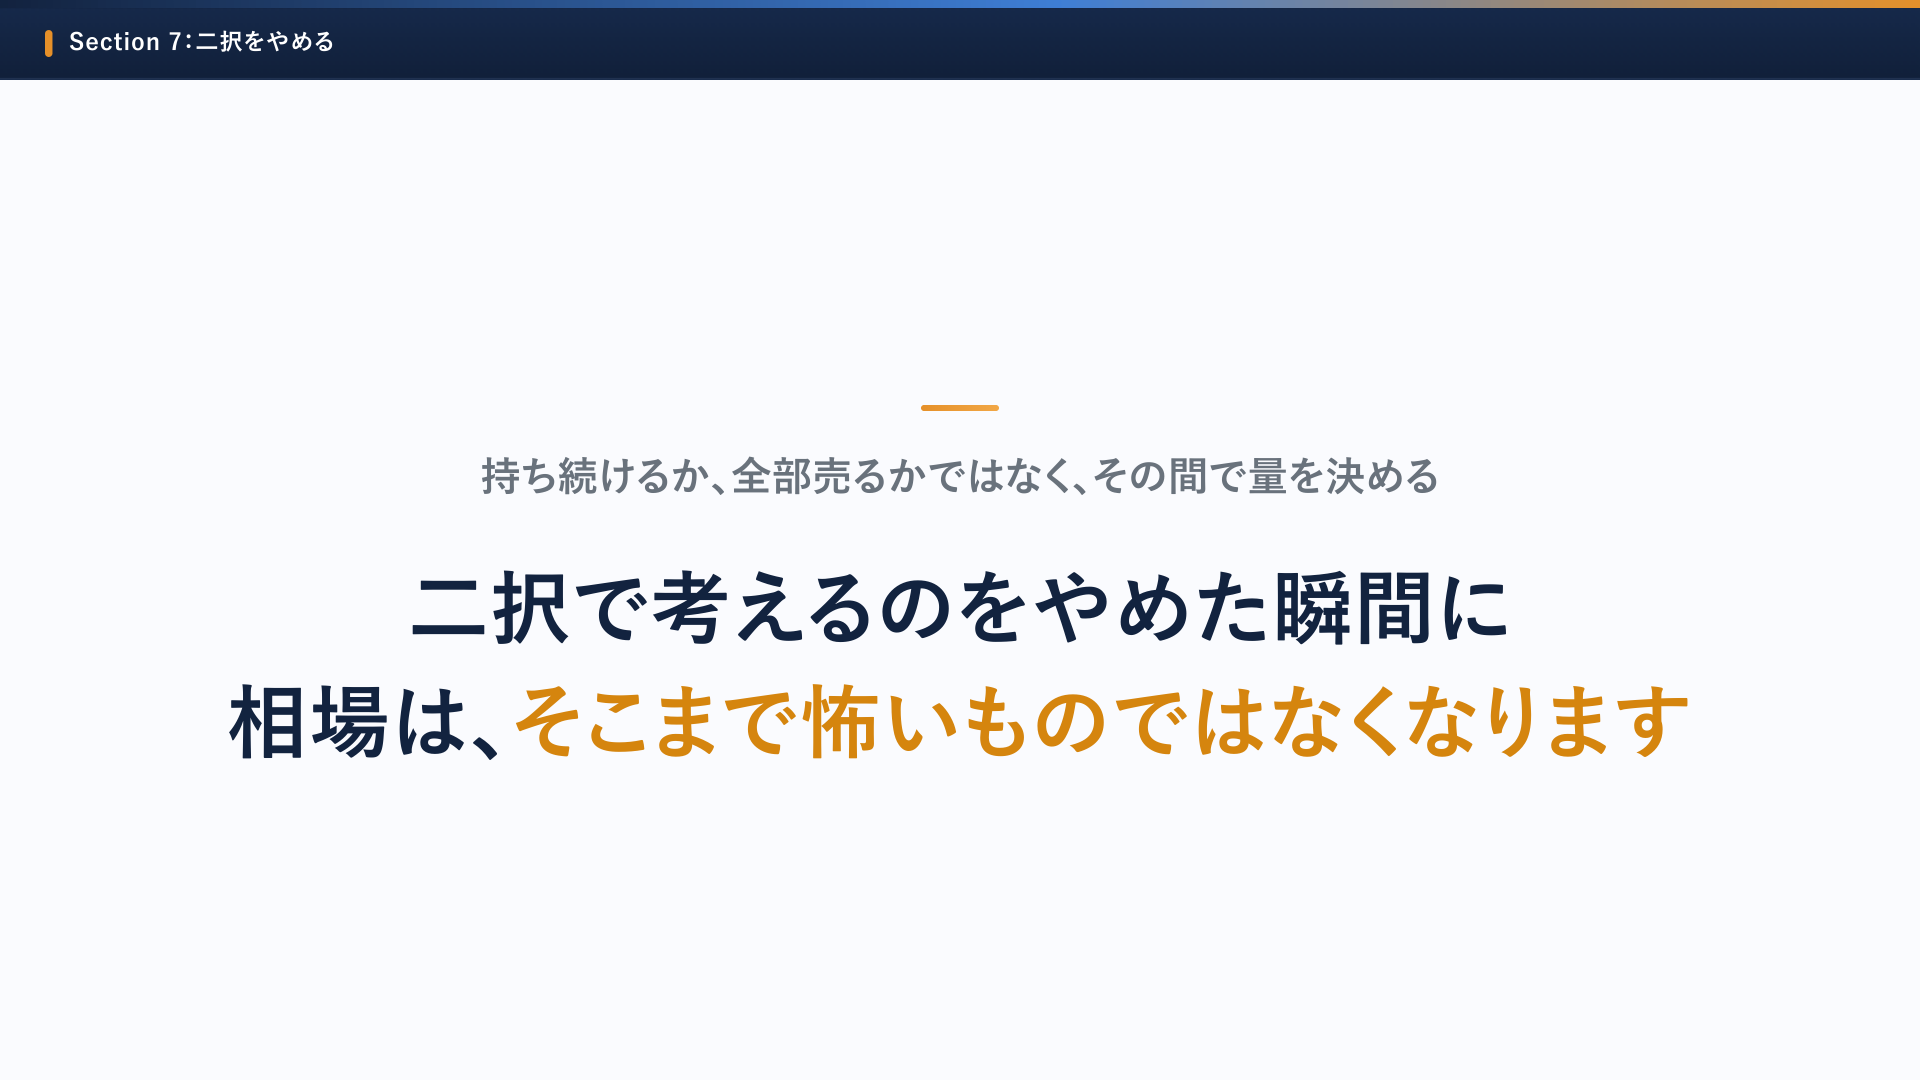 Section 7：二択をやめる
持ち続けるか、全部売るかではなく、その間で量を決める
二択で考えるのをやめた瞬間に
相場は、そこまで怖いものではなくなります